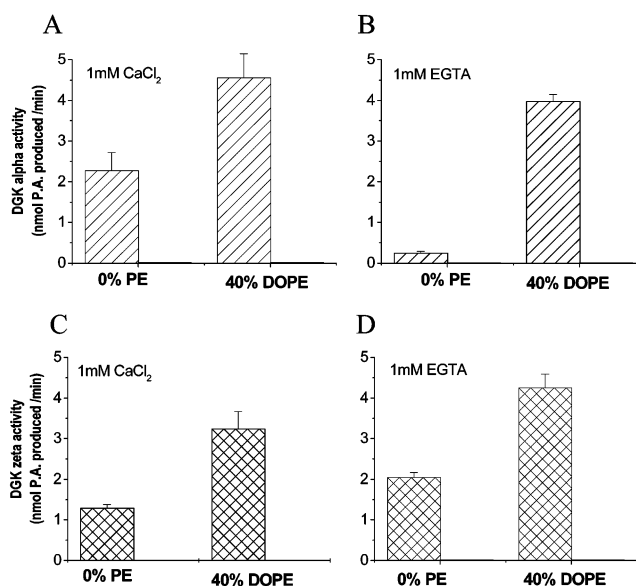 A
1mM CaCl₂
DGK alpha activity
(nmol P.A. produced /min)
5
4
3
2
1
0
0% PE
40% DOPE
B
1mM EGTA
5
4
3
2
1
0
0% PE
40% DOPE
C
1mM CaCl₂
DGK zeta activity
(nmol P.A. produced /min)
5
4
3
2
1
0
0% PE
40% DOPE
D
1mM EGTA
5
4
3
2
1
0
0% PE
40% DOPE